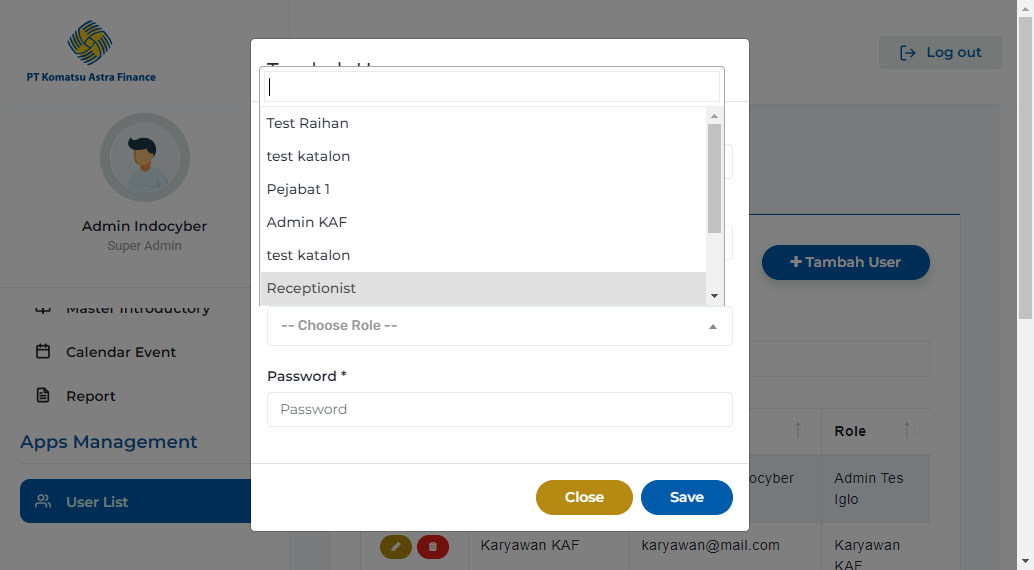 PT Komatsu Astra Finance
Log out
Admin Indocyber
Super Admin
Master Introductory
Calendar Event
Report
Apps Management
User List
Test Raihan
test katalon
Pejabat 1
Admin KAF
test katalon
Receptionist
-- Choose Role --
Password *
Password
Close
Save
Tambah User
Role
Admin Tes
Iglo
Karyawan KAF
karyawan@mail.com
Karyawan
KAF